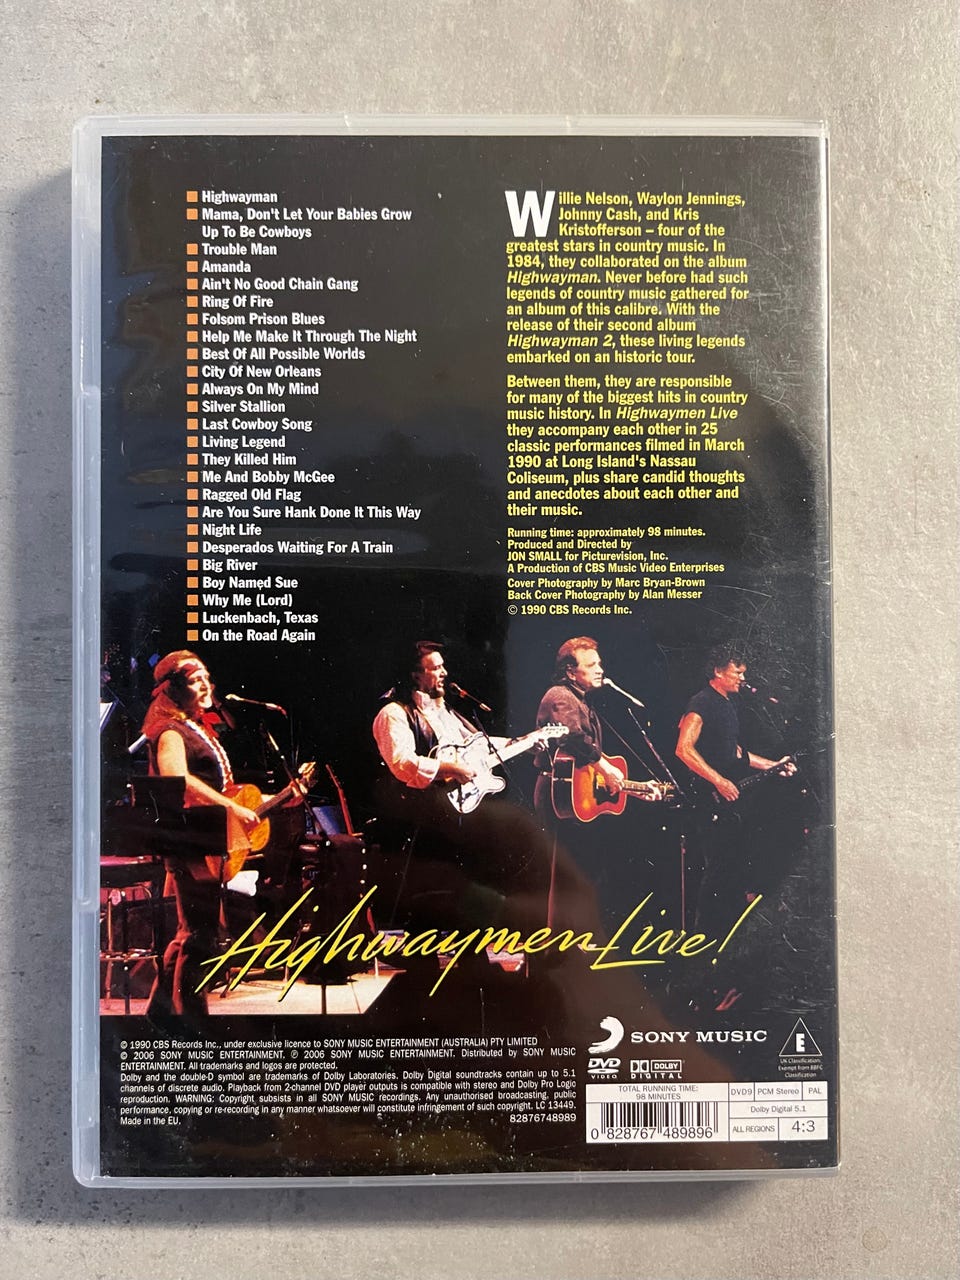 Highwayman
Mama, Don't Let Your Babies Grow
Up To Be Cowboys
Trouble Man
Amanda
Ain't No Good Chain Gang
Ring Of Fire
Folsom Prison Blues
Help Me Make It Through The Night
Best Of All Possible Worlds
City Of New Orleans
Always On My Mind
Silver Stallion
Last Cowboy Song
Living Legend
They Killed Him
Me And Bobby McGee
Ragged Old Flag
Are You Sure Hank Done It This Way
Night Life
Desperados Waiting For A Train
Big River
Boy Named Sue
Why Me (Lord)
Luckenbach, Texas
On the Road Again
Willie Nelson, Waylon Jennings,
Johnny Cash, and Kris
Kristofferson – four of the
greatest stars in country music. In
1984, they collaborated on the album
Highwayman. Never before had such
legends of country music gathered for
an album of this calibre. With the
release of their second album
Highwayman 2, these living legends
embarked on an historic tour.
Between them, they are responsible
for many of the biggest hits in country
music history. In Highwaymen Live
they accompany each other in 25
classic performances filmed in March
1990 at Long Island's Nassau
Coliseum, plus share candid thoughts
and anecdotes about each other and
their music.
Running time: approximately 98 minutes.
Produced and Directed by
JON SMALL for Picturevision, Inc.
A Production of CBS Music Video Enterprises
Cover Photography by Marc Bryan-Brown
Back Cover Photography by Alan Messer
© 1990 CBS Records Inc.
Highwaymen Live!
© 1990 CBS Records Inc., under exclusive licence to SONY MUSIC ENTERTAINMENT (AUSTRALIA) PTY LIMITED
© 2006 SONY MUSIC ENTERTAINMENT. ℗ 2006 SONY MUSIC ENTERTAINMENT. Distributed by SONY MUSIC
ENTERTAINMENT. All trademarks and logos are protected.
Dolby and the double-D symbol are trademarks of Dolby Laboratories. Dolby Digital soundtracks contain up to 5.1
channels of discrete audio. Playback from 2-channel DVD player outputs is compatible with stereo and Dolby Pro Logic
reproduction. WARNING: Copyright subsists in all SONY MUSIC recordings. Any unauthorised broadcasting, public
performance, copying or re-recording in any manner whatsoever will constitute infringement of such copyright. LC 13449.
Made in the EU.
82876748989
SONY MUSIC
E
UK Classification
Exempt from BBFC
Classification
DVD
VIDEO
DOLBY
DIGITAL
TOTAL RUNNING TIME:
98 MINUTES
0 828767 489896
DVD9 PCM Stereo PAL
Dolby Digital 5.1
ALL REGIONS 4:3